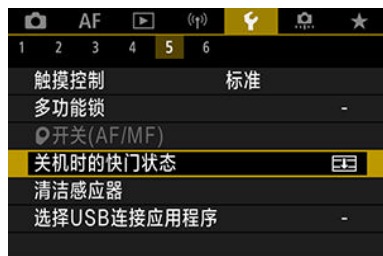 AF
1 2 3 4 5 6
触摸控制 标准
多功能锁 -
开关(AF/MF)
关机时的快门状态
清洁感应器
选择USB连接应用程序 -